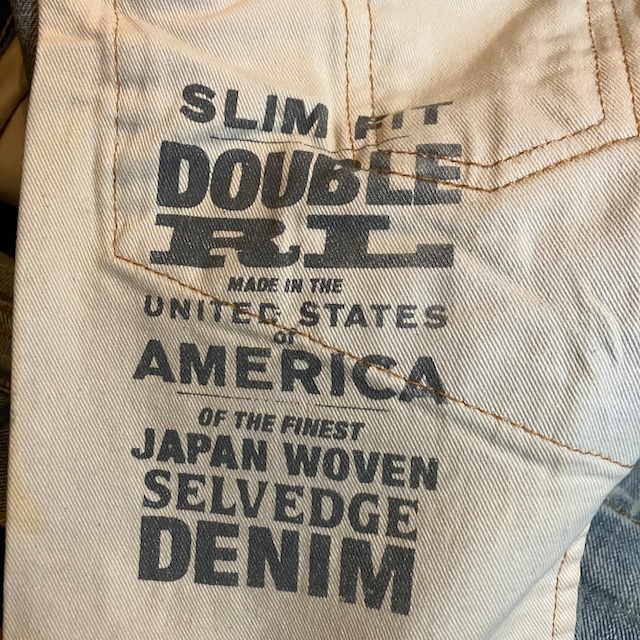 SLIM FIT
DOUBLE
RL
MADE IN THE
UNITED STATES
OF
AMERICA
OF THE FINEST
JAPAN WOVEN
SELVEDGE
DENIM